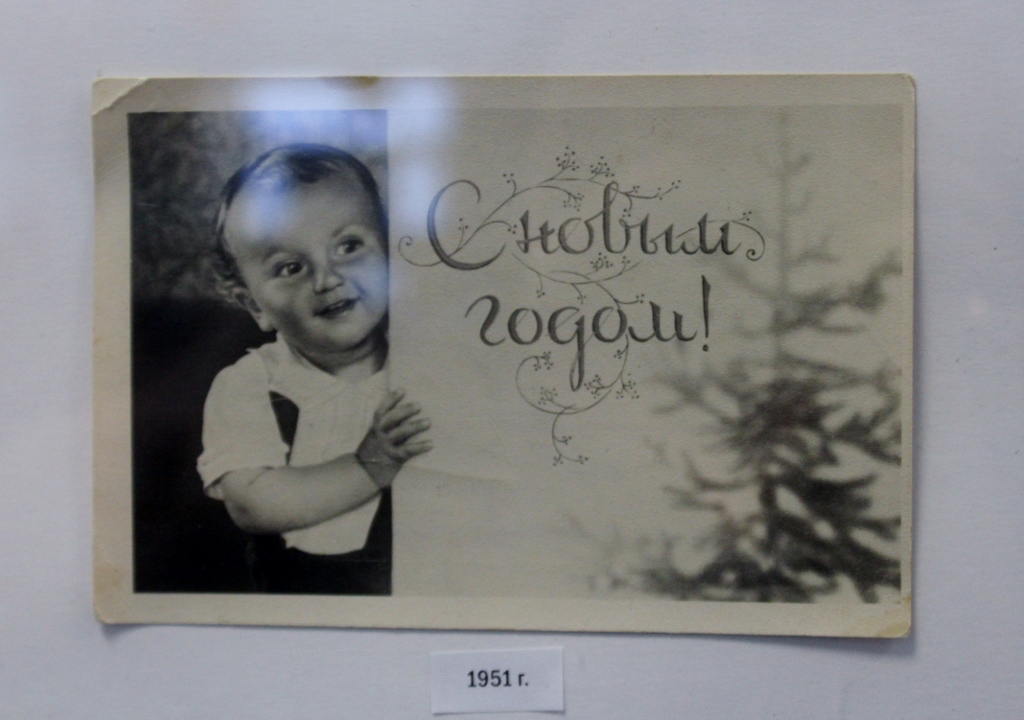 С новым
годом!
1951 г.